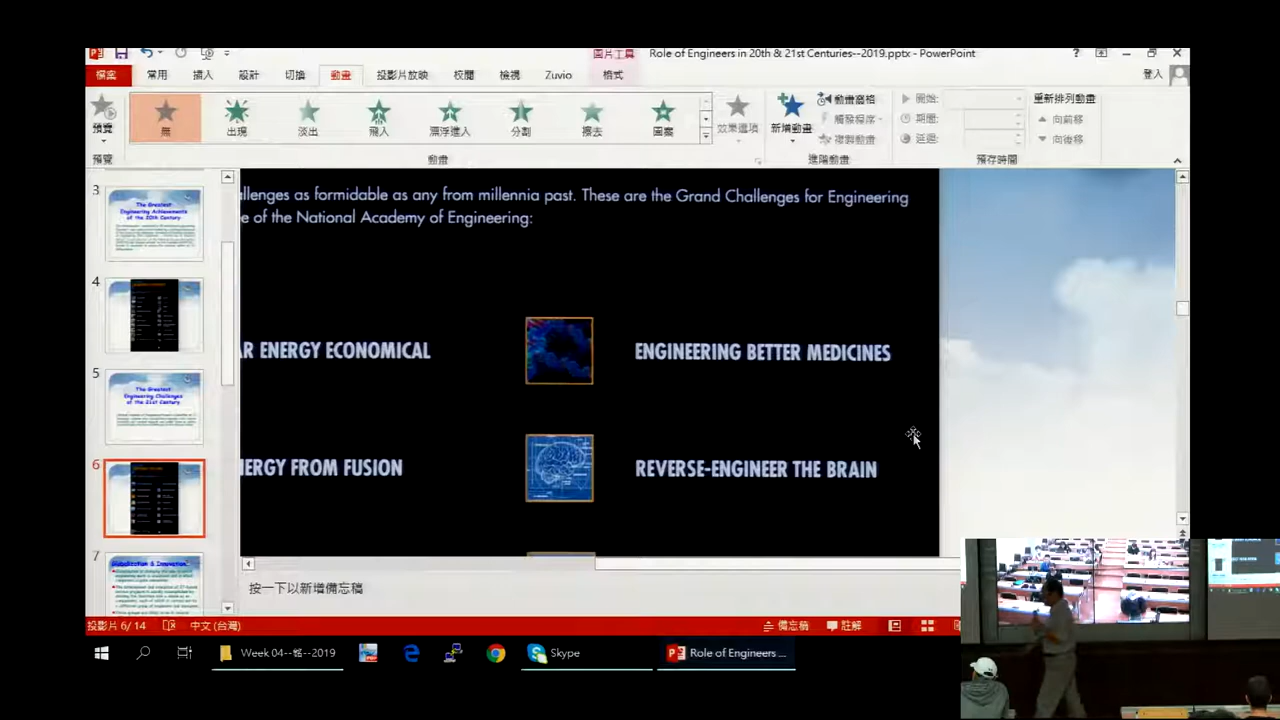 圖片工具
Role of Engineers in 20th & 21st Centuries--2019.pptx - PowerPoint
檔案 常用 插入 設計 切換 動畫 投影片放映 校閱 檢視 Zuvio 格式 登入
預覽 無 出現 淡出 飛入 漂浮進入 分割 擦去 圖案 效果選項 新增動畫
動畫窗格
觸發程序
複製動畫
開始:
期間:
延遲:
重新排列動畫
向前移
向後移
預覽 動畫 進階動畫 預存時間
3
The Greatest
Engineering Achievements
of the 20th Century
4
5
The Greatest
Engineering Challenges
of the 21st Century
6
7
Globalization & Innovation
allenges as formidable as any from millennia past. These are the Grand Challenges for Engineering
e of the National Academy of Engineering:
R ENERGY ECONOMICAL
ENGINEERING BETTER MEDICINES
ERGY FROM FUSION
REVERSE-ENGINEER THE BRAIN
按一下以新增備忘稿
投影片 6/14 中文 (台灣) 備忘稿 註解
Week 04--銘--2019 Skype Role of Engineers ...